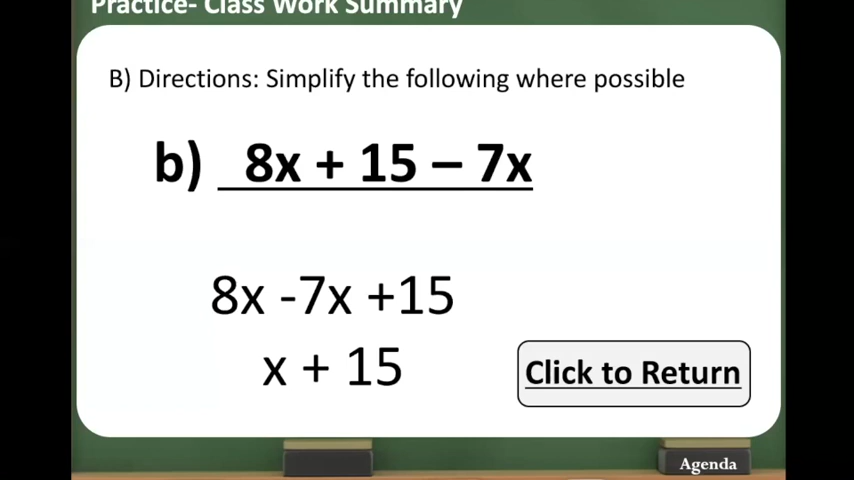 Practice- Class Work Summary
B) Directions: Simplify the following where possible
b) 8x + 15 – 7x
8x -7x +15
x + 15
Click to Return
Agenda